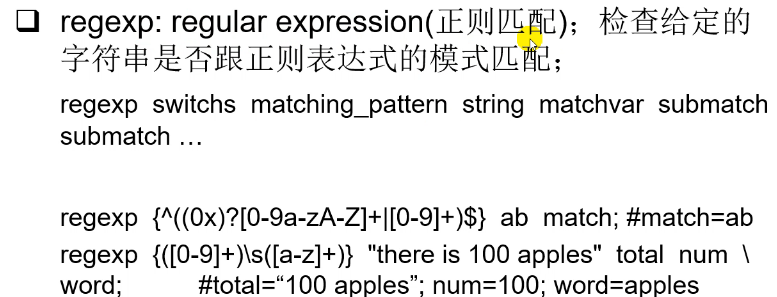 ❑ regexp: regular expression(正则匹配)；检查给定的
字符串是否跟正则表达式的模式匹配；
regexp switchs matching_pattern string matchvar submatch
submatch …
regexp {^((0x)?[0-9a-zA-Z]+|[0-9]+)$} ab match; #match=ab
regexp {([0-9]+)\s([a-z]+)} "there is 100 apples" total num \
word; #total=“100 apples”; num=100; word=apples